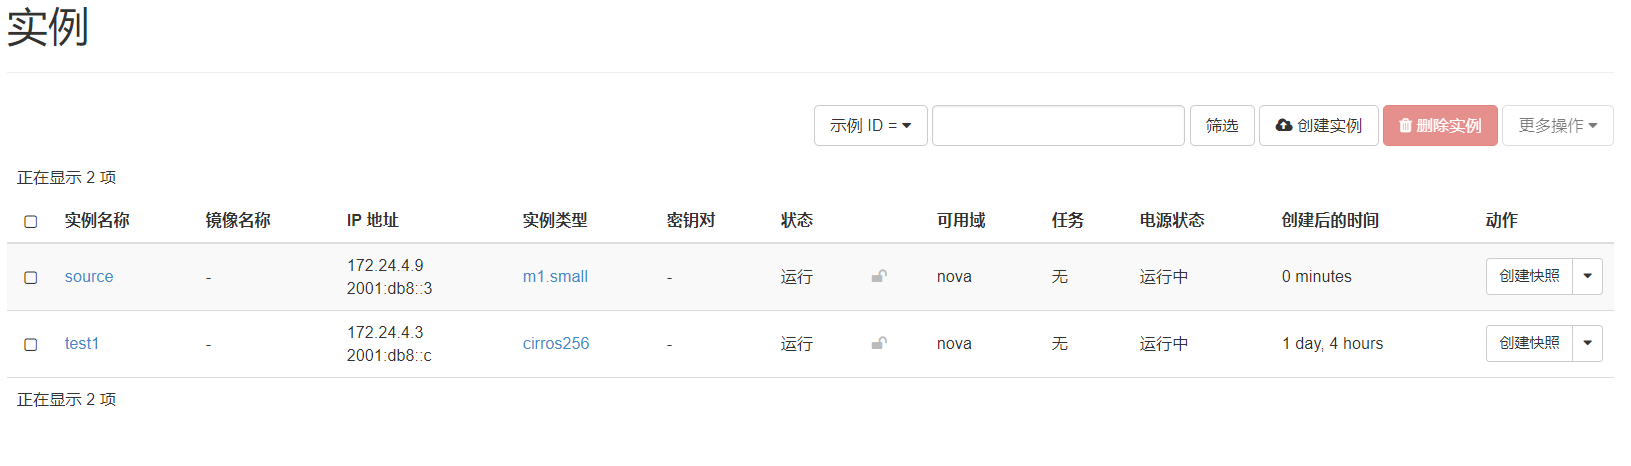 实例
示例 ID = 筛选 创建实例 删除实例 更多操作
正在显示 2 项
实例名称 镜像名称 IP 地址 实例类型 密钥对 状态 可用域 任务 电源状态 创建后的时间 动作
source - 172.24.4.9 m1.small - 运行 nova 无 运行中 0 minutes 创建快照
2001:db8::3
test1 - 172.24.4.3 cirros256 - 运行 nova 无 运行中 1 day, 4 hours 创建快照
2001:db8::c
正在显示 2 项